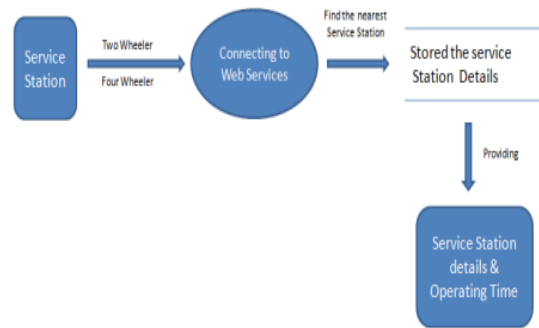 Service
Station
Two Wheeler
Four Wheeler
Connecting to
Web Services
Find the nearest
Service Station
Stored the service
Station Details
Providing
Service Station
details &
Operating Time